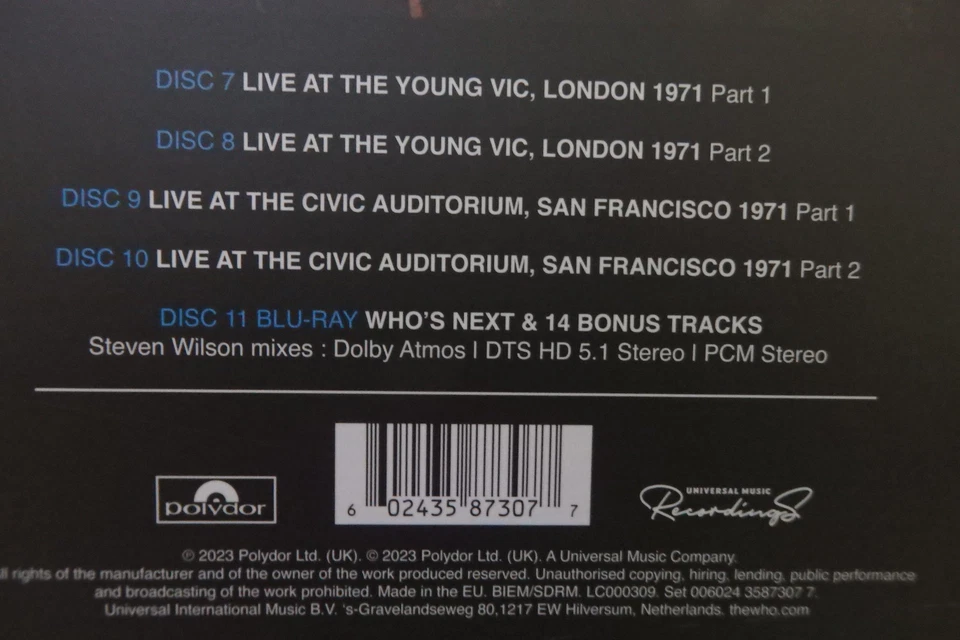 DISC 7 LIVE AT THE YOUNG VIC, LONDON 1971 Part 1
DISC 8 LIVE AT THE YOUNG VIC, LONDON 1971 Part 2
DISC 9 LIVE AT THE CIVIC AUDITORIUM, SAN FRANCISCO 1971 Part 1
DISC 10 LIVE AT THE CIVIC AUDITORIUM, SAN FRANCISCO 1971 Part 2
DISC 11 BLU-RAY WHO'S NEXT & 14 BONUS TRACKS
Steven Wilson mixes : Dolby Atmos | DTS HD 5.1 Stereo | PCM Stereo
6 02435 87307 7
polydor
UNIVERSAL MUSIC
Recordings
℗ 2023 Polydor Ltd. (UK). © 2023 Polydor Ltd. (UK). A Universal Music Company.
ll rights of the manufacturer and of the owner of the work produced reserved. Unauthorised copying, hiring, lending, public performance
and broadcasting of the work prohibited. Made in the EU. BIEM/SDRM. LC000309. Set 006024 3587307 7.
Universal International Music B.V. 's-Gravelandseweg 80,1217 EW Hilversum, Netherlands. thewho.com